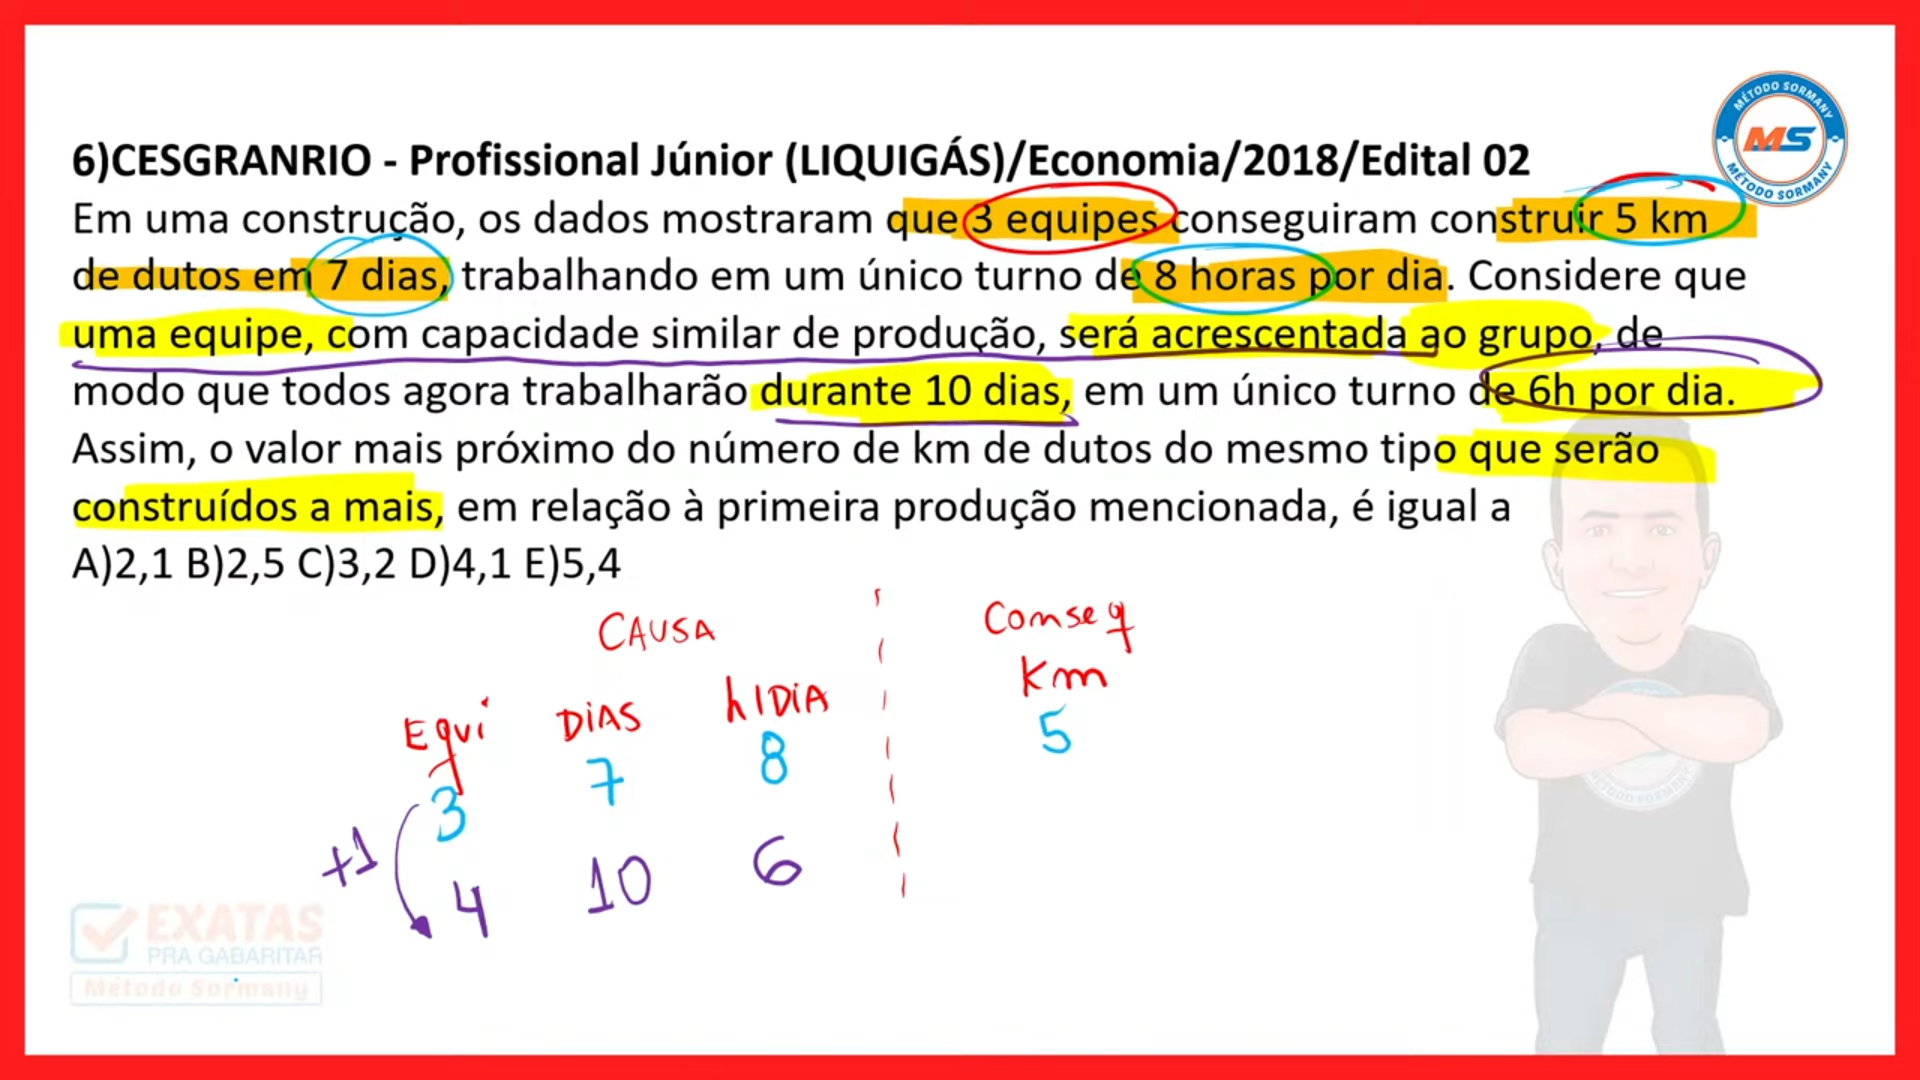 MÉTODO SORMANY
MS
MÉTODO SORMANY
6)CESGRANRIO - Profissional Júnior (LIQUIGÁS)/Economia/2018/Edital 02
Em uma construção, os dados mostraram que 3 equipes conseguiram construir 5 km
de dutos em 7 dias, trabalhando em um único turno de 8 horas por dia. Considere que
uma equipe, com capacidade similar de produção, será acrescentada ao grupo, de
modo que todos agora trabalharão durante 10 dias, em um único turno de 6h por dia.
Assim, o valor mais próximo do número de km de dutos do mesmo tipo que serão
construídos a mais, em relação à primeira produção mencionada, é igual a
A)2,1 B)2,5 C)3,2 D)4,1 E)5,4
CAUSA Conseq
Equi DIAS h/DIA Km
3 7 8 5
+1
4 10 6
EXATAS
PRA GABARITAR
Método Sormany